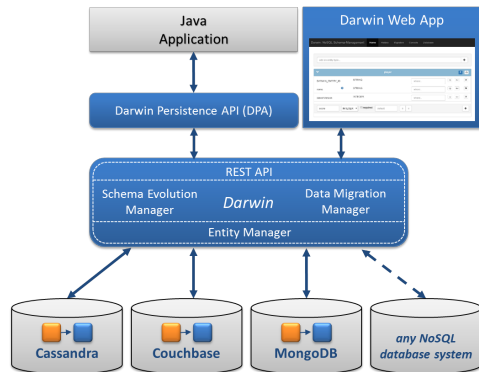 Java
Application
Darwin Web App
Darwin Persistence API (DPA)
REST API
Schema Evolution
Manager
Darwin
Data Migration
Manager
Entity Manager
Cassandra
Couchbase
MongoDB
any NoSQL
database system